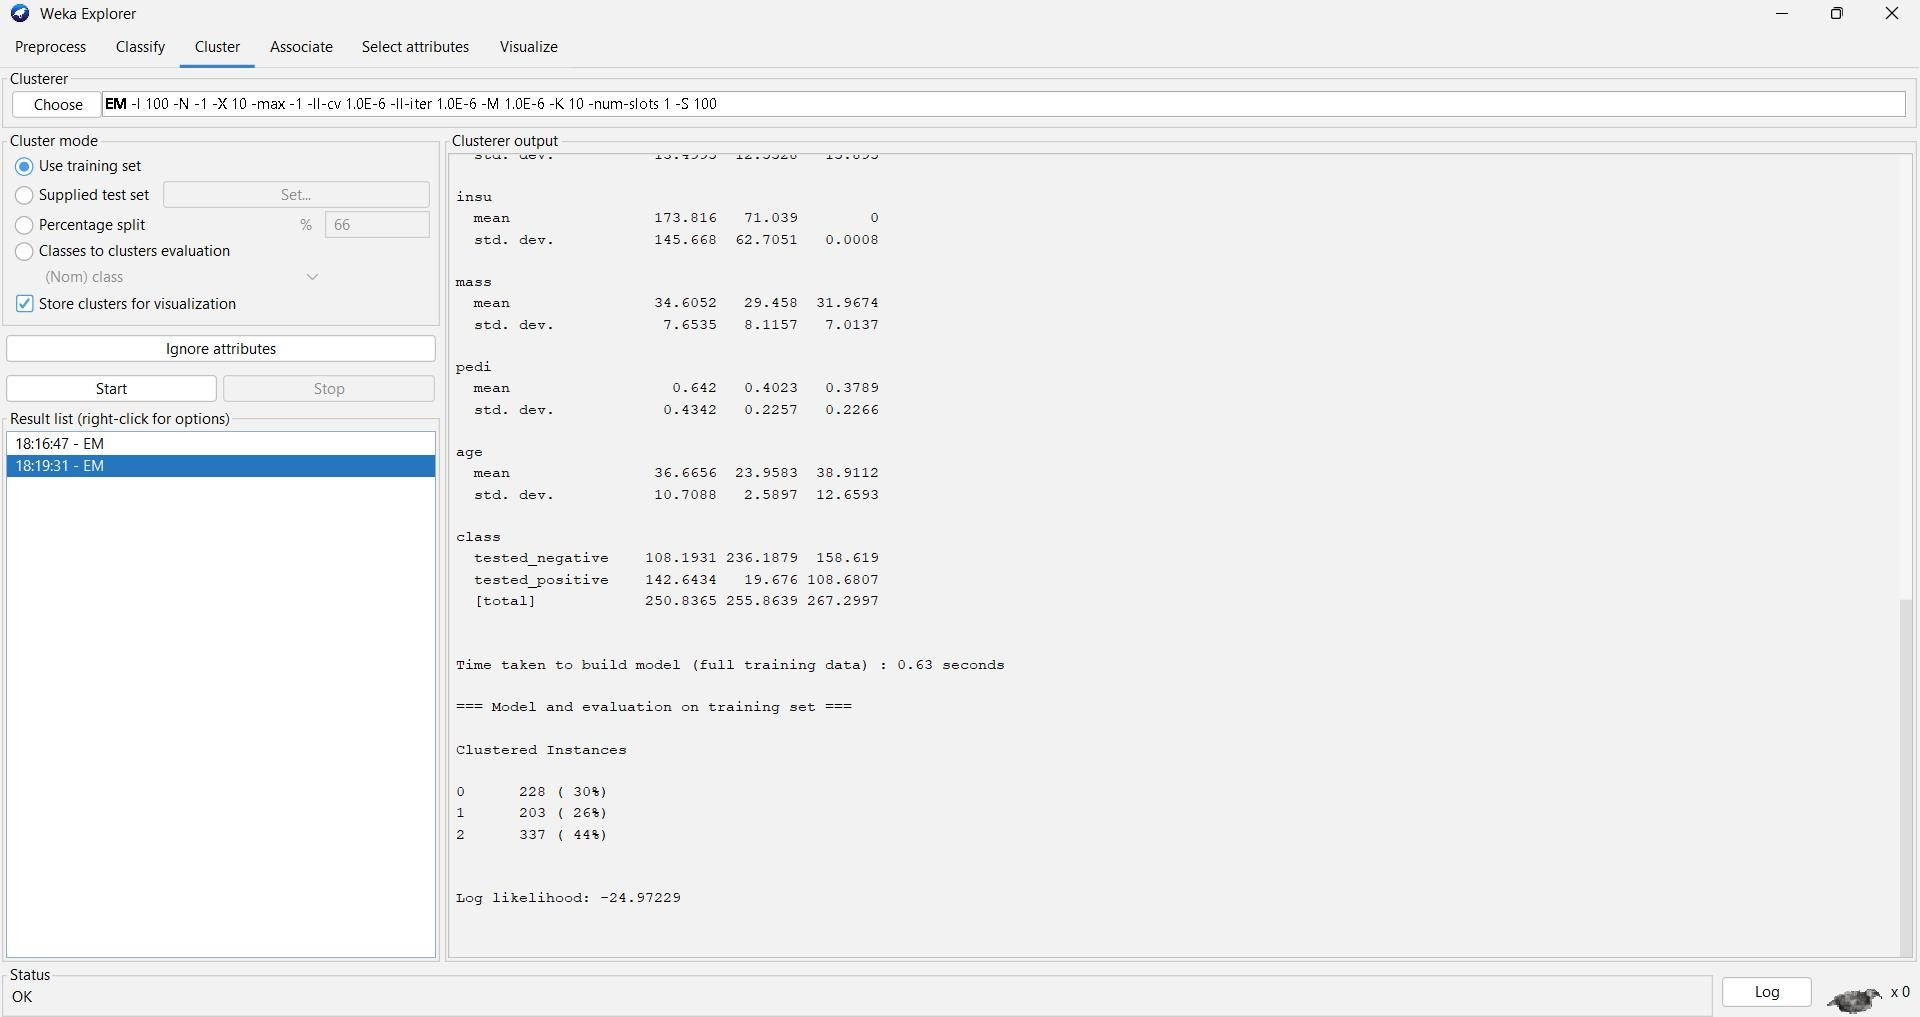 Weka Explorer
Preprocess Classify Cluster Associate Select attributes Visualize
Clusterer
Choose EM -I 100 -N -1 -X 10 -max -1 -ll-cv 1.0E-6 -ll-iter 1.0E-6 -M 1.0E-6 -K 10 -num-slots 1 -S 100
Cluster mode
Use training set
Supplied test set Set...
Percentage split % 66
Classes to clusters evaluation
(Nom) class
Store clusters for visualization
Ignore attributes
Start Stop
Result list (right-click for options)
18:16:47 - EM
18:19:31 - EM
Clusterer output
std. dev. 13.4995 12.5326 15.693
insu
mean 173.816 71.039 0
std. dev. 145.668 62.7051 0.0008
mass
mean 34.6052 29.458 31.9674
std. dev. 7.6535 8.1157 7.0137
pedi
mean 0.642 0.4023 0.3789
std. dev. 0.4342 0.2257 0.2266
age
mean 36.6656 23.9583 38.9112
std. dev. 10.7088 2.5897 12.6593
class
tested_negative 108.1931 236.1879 158.619
tested_positive 142.6434 19.676 108.6807
[total] 250.8365 255.8639 267.2997
Time taken to build model (full training data) : 0.63 seconds
=== Model and evaluation on training set ===
Clustered Instances
0 228 ( 30%)
1 203 ( 26%)
2 337 ( 44%)
Log likelihood: -24.97229
Status
OK
Log x 0